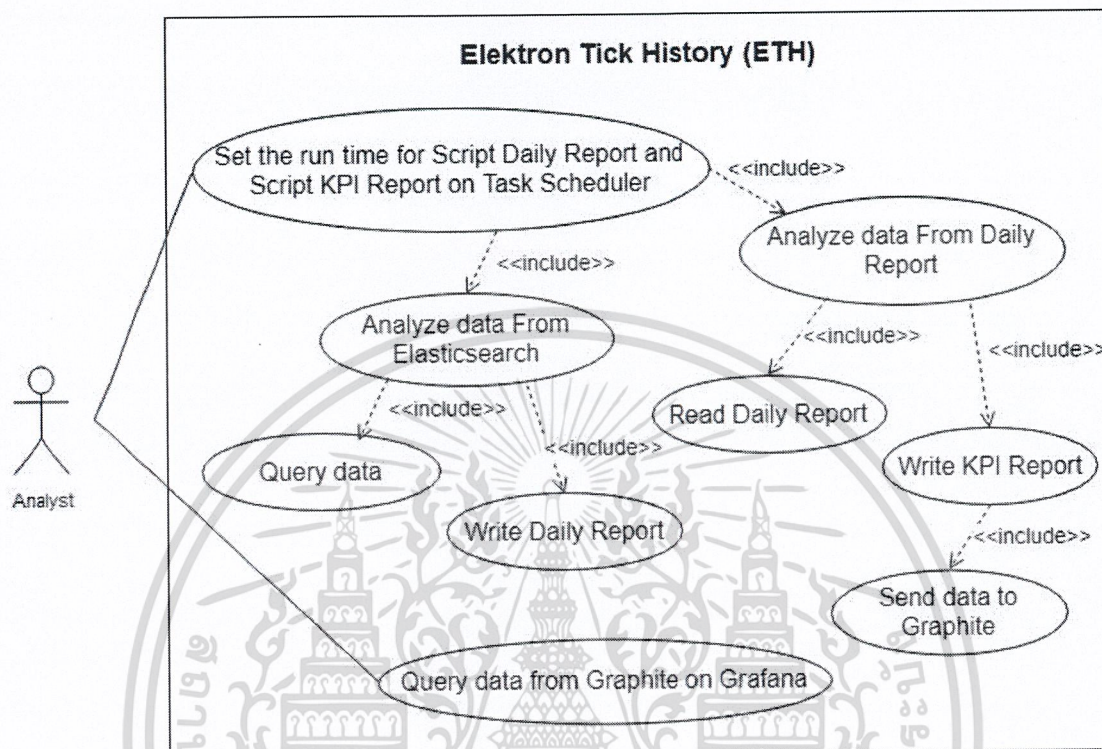 Elektron Tick History (ETH)
Set the run time for Script Daily Report and
Script KPI Report on Task Scheduler
<<include>>
<<include>>
Analyze data From Daily
Report
Analyze data From
Elasticsearch
<<include>>
<<include>>
<<include>>
<<include>>
Read Daily Report
Query data
Write KPI Report
Analyst
Write Daily Report
<<include>>
Send data to
Graphite
Query data from Graphite on Grafana